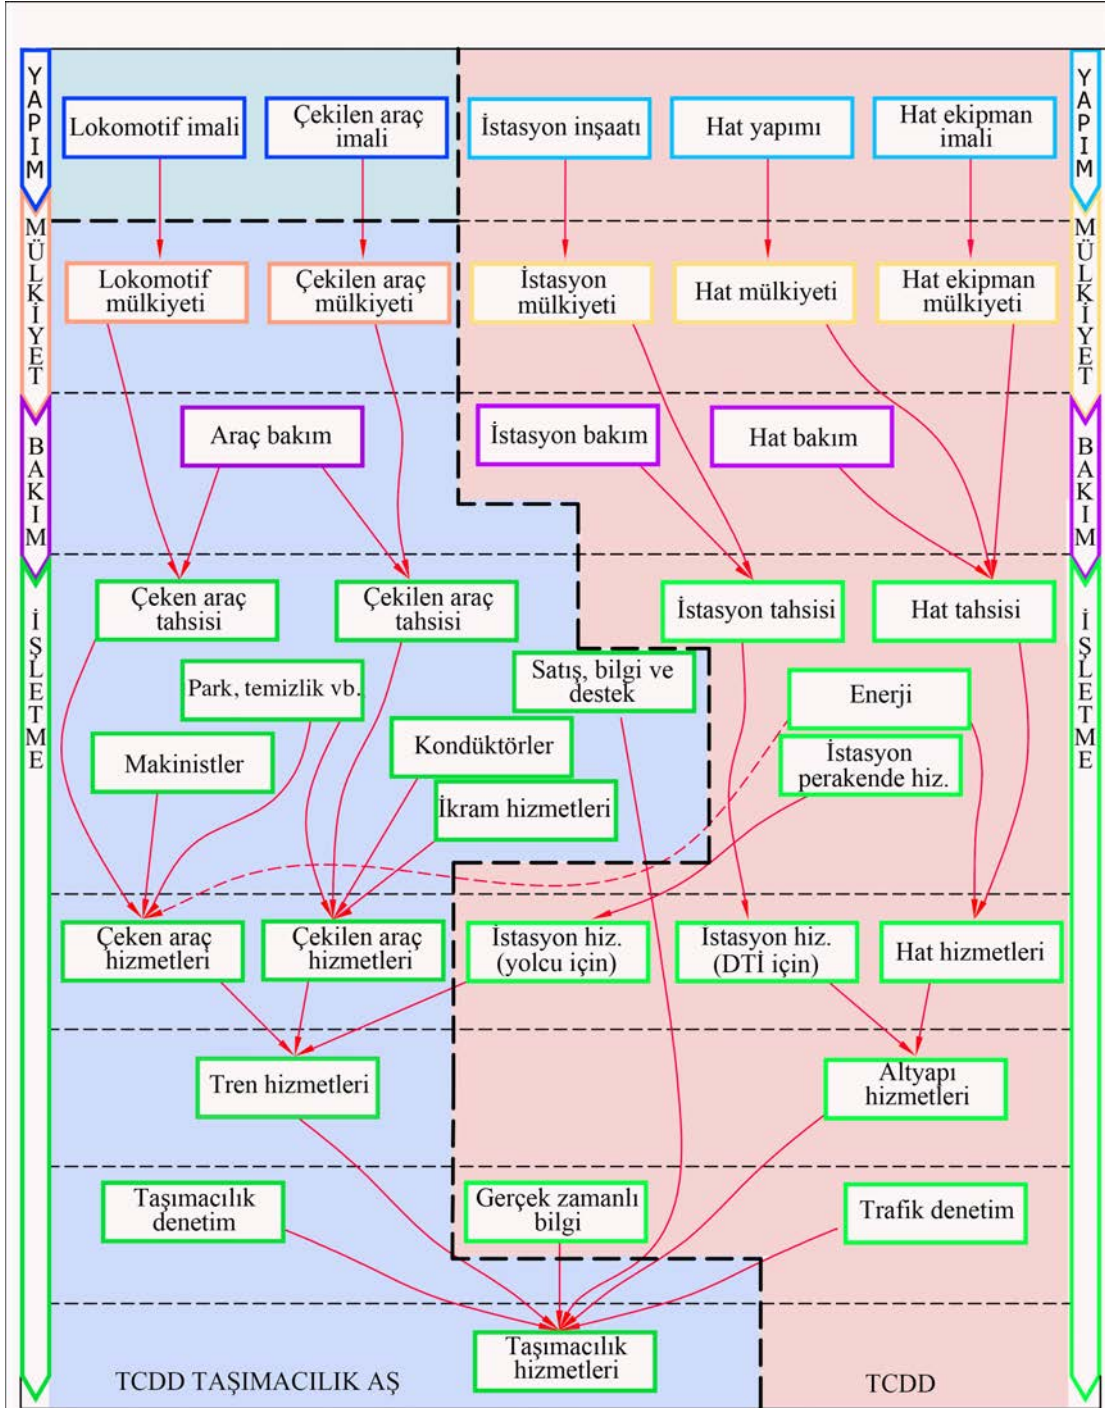 YAPIM
MÜLKİYET
BAKIM
İŞLETME
Lokomotif imali
Çekilen araç
imali
İstasyon inşaatı
Hat yapımı
Hat ekipman
imali
Lokomotif
mülkiyeti
Çekilen araç
mülkiyeti
İstasyon
mülkiyeti
Hat mülkiyeti
Hat ekipman
mülkiyeti
Araç bakım
İstasyon bakım
Hat bakım
Çeken araç
tahsisi
Çekilen araç
tahsisi
İstasyon tahsisi
Hat tahsisi
Park, temizlik vb.
Satış, bilgi ve
destek
Enerji
Makinistler
Kondüktörler
İstasyon
perakende hiz.
İkram hizmetleri
Çeken araç
hizmetleri
Çekilen araç
hizmetleri
İstasyon hiz.
(yolcu için)
İstasyon hiz.
(DTİ için)
Hat hizmetleri
Tren hizmetleri
Altyapı
hizmetleri
Taşımacılık
denetim
Gerçek zamanlı
bilgi
Trafik denetim
Taşımacılık
hizmetleri
TCDD TAŞIMACILIK AŞ
TCDD
YAPIM
MÜLKİYET
BAKIM
İŞLETME